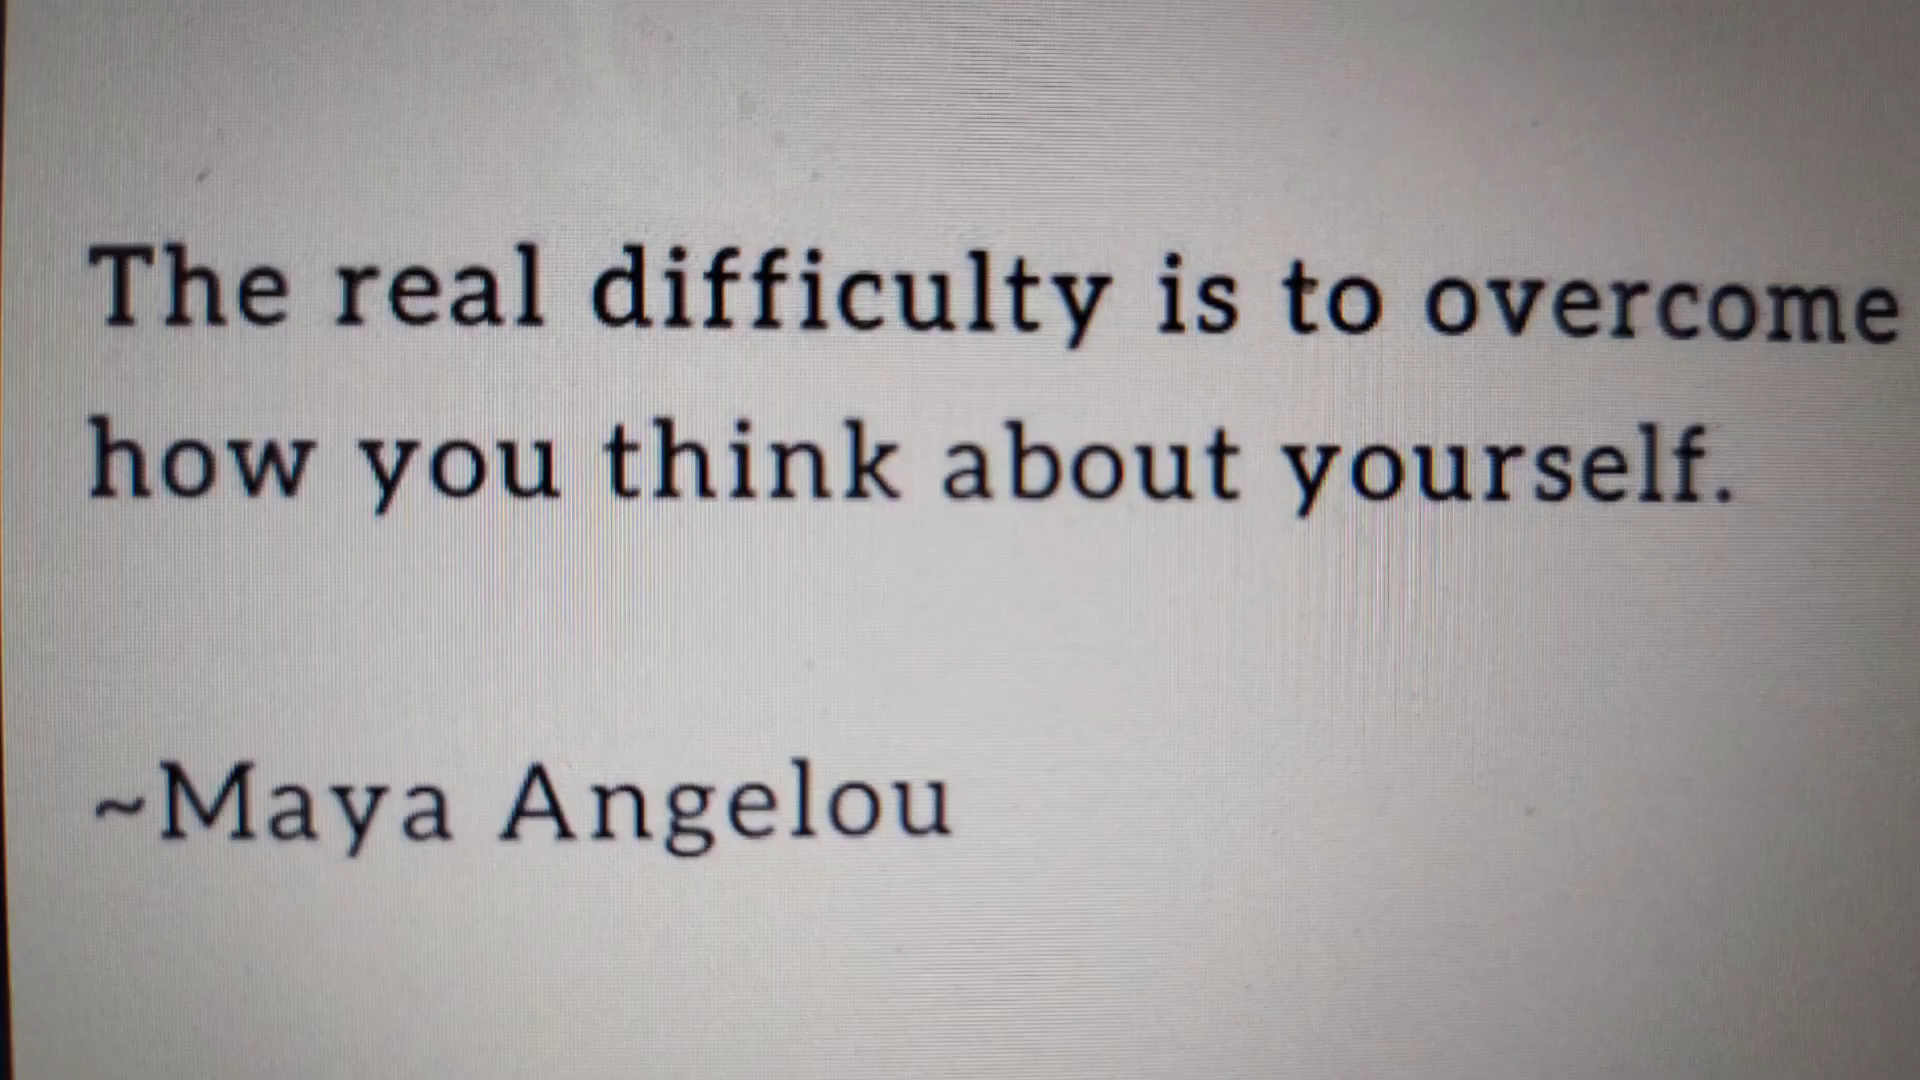 The real difficulty is to overcome
how you think about yourself.
~Maya Angelou